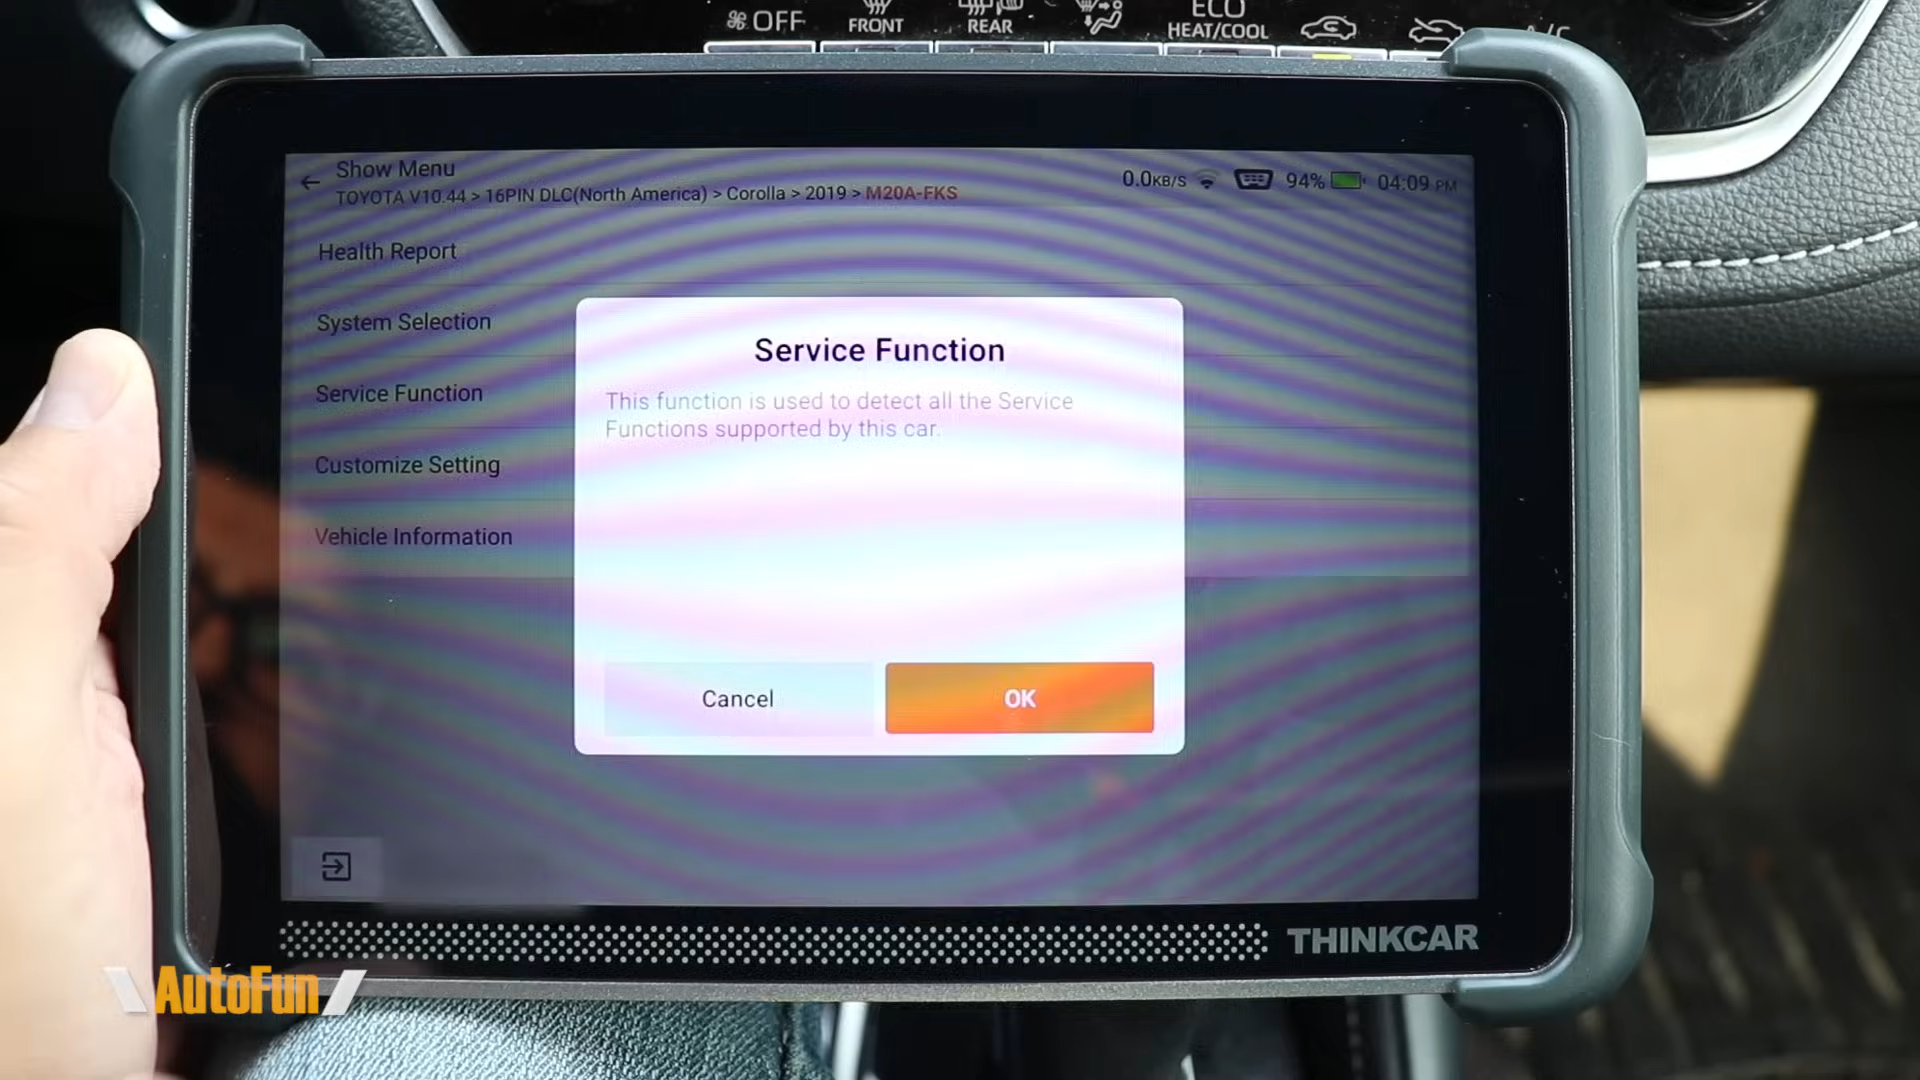 OFF
FRONT
REAR
ECO
HEAT/COOL
A/C
Show Menu
TOYOTA V10.44 > 16PIN DLC(North America) > Corolla > 2019 > M20A-FKS
0.0KB/S 94% 04:09 PM
Health Report
System Selection
Service Function
Customize Setting
Vehicle Information
Service Function
This function is used to detect all the Service
Functions supported by this car.
Cancel
OK
THINKCAR
AutoFun